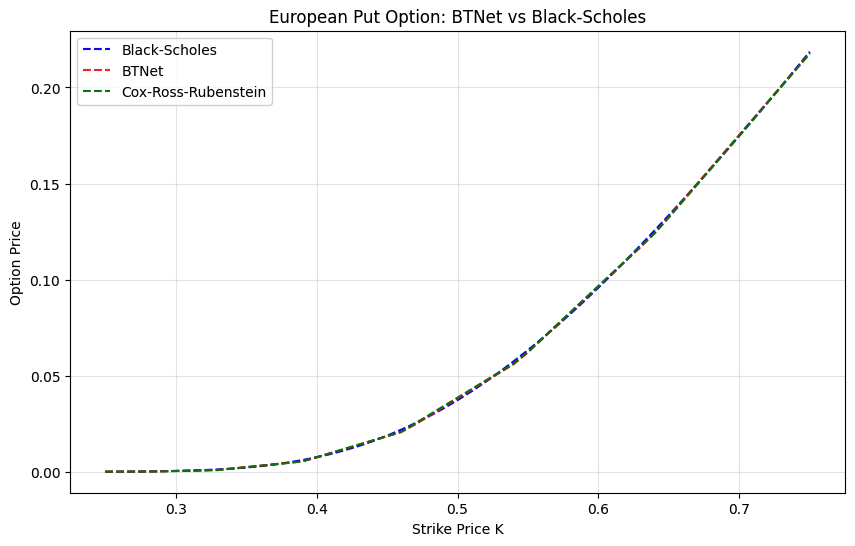 European Put Option: BTNet vs Black-Scholes
Black-Scholes
BTNet
Cox-Ross-Rubenstein
Option Price
0.20
0.15
0.10
0.05
0.00
0.3 0.4 0.5 0.6 0.7
Strike Price K